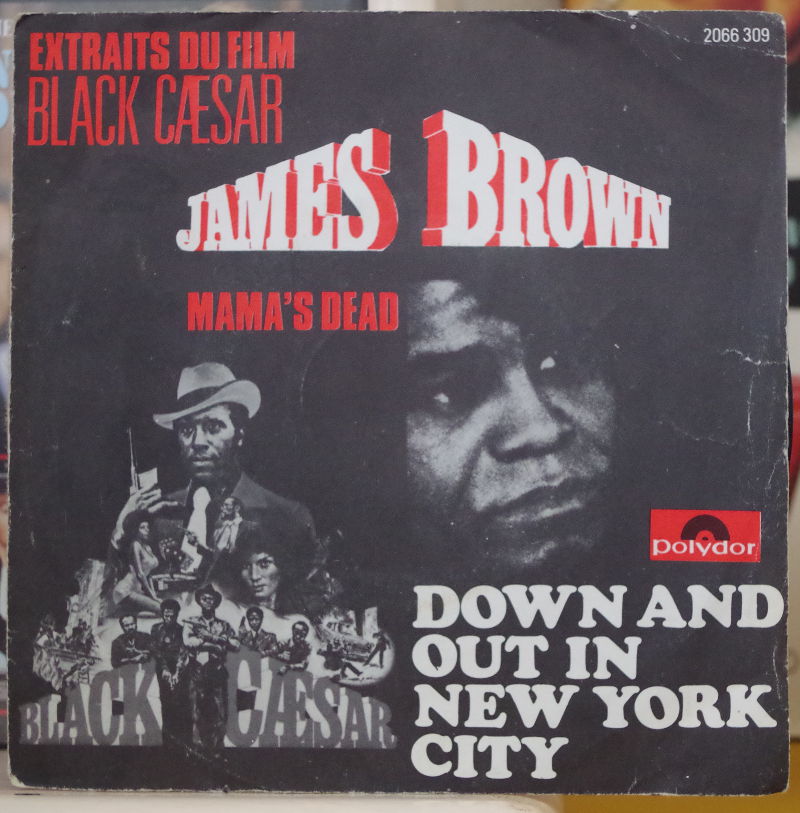 2066 309
EXTRAITS DU FILM
BLACK CÆSAR
JAMES BROWN
MAMA'S DEAD
polydor
DOWN AND
OUT IN
NEW YORK
CITY
BLACK CÆSAR